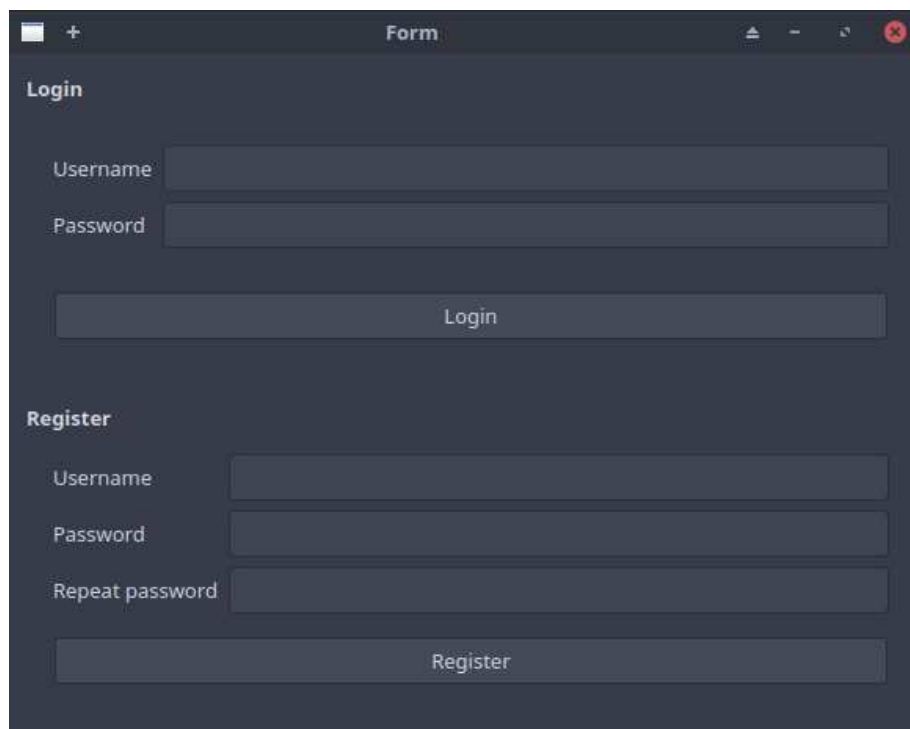 Form
Login
Username
Password
Login
Register
Username
Password
Repeat password
Register